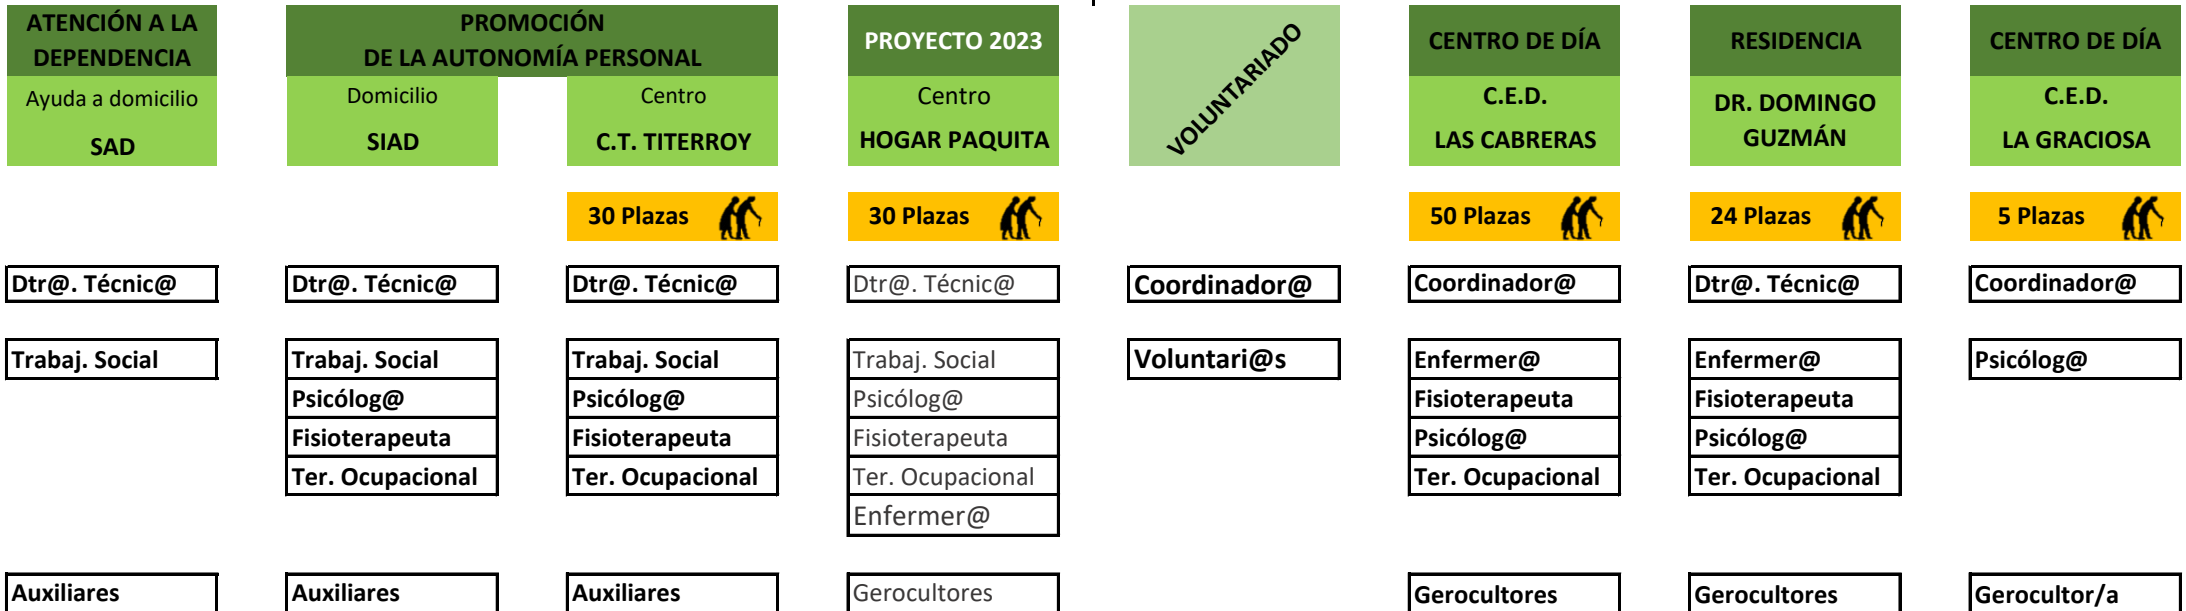 ATENCIÓN A LA
DEPENDENCIA
Ayuda a domicilio
SAD
PROMOCIÓN
DE LA AUTONOMÍA PERSONAL
Domicilio
SIAD
Centro
C.T. TITERROY
PROYECTO 2023
Centro
HOGAR PAQUITA
VOLUNTARIADO
CENTRO DE DÍA
C.E.D.
LAS CABRERAS
RESIDENCIA
DR. DOMINGO
GUZMÁN
CENTRO DE DÍA
C.E.D.
LA GRACIOSA
30 Plazas
30 Plazas
50 Plazas
24 Plazas
5 Plazas
Dtr@. Técnic@
Dtr@. Técnic@
Dtr@. Técnic@
Dtr@. Técnic@
Coordinador@
Coordinador@
Dtr@. Técnic@
Coordinador@
Trabaj. Social
Trabaj. Social
Trabaj. Social
Trabaj. Social
Voluntari@s
Enfermer@
Enfermer@
Psicólog@
Psicólog@
Psicólog@
Psicólog@
Fisioterapeuta
Fisioterapeuta
Fisioterapeuta
Fisioterapeuta
Fisioterapeuta
Psicólog@
Psicólog@
Ter. Ocupacional
Ter. Ocupacional
Ter. Ocupacional
Ter. Ocupacional
Ter. Ocupacional
Enfermer@
Auxiliares
Auxiliares
Auxiliares
Gerocultores
Gerocultores
Gerocultores
Gerocultor/a